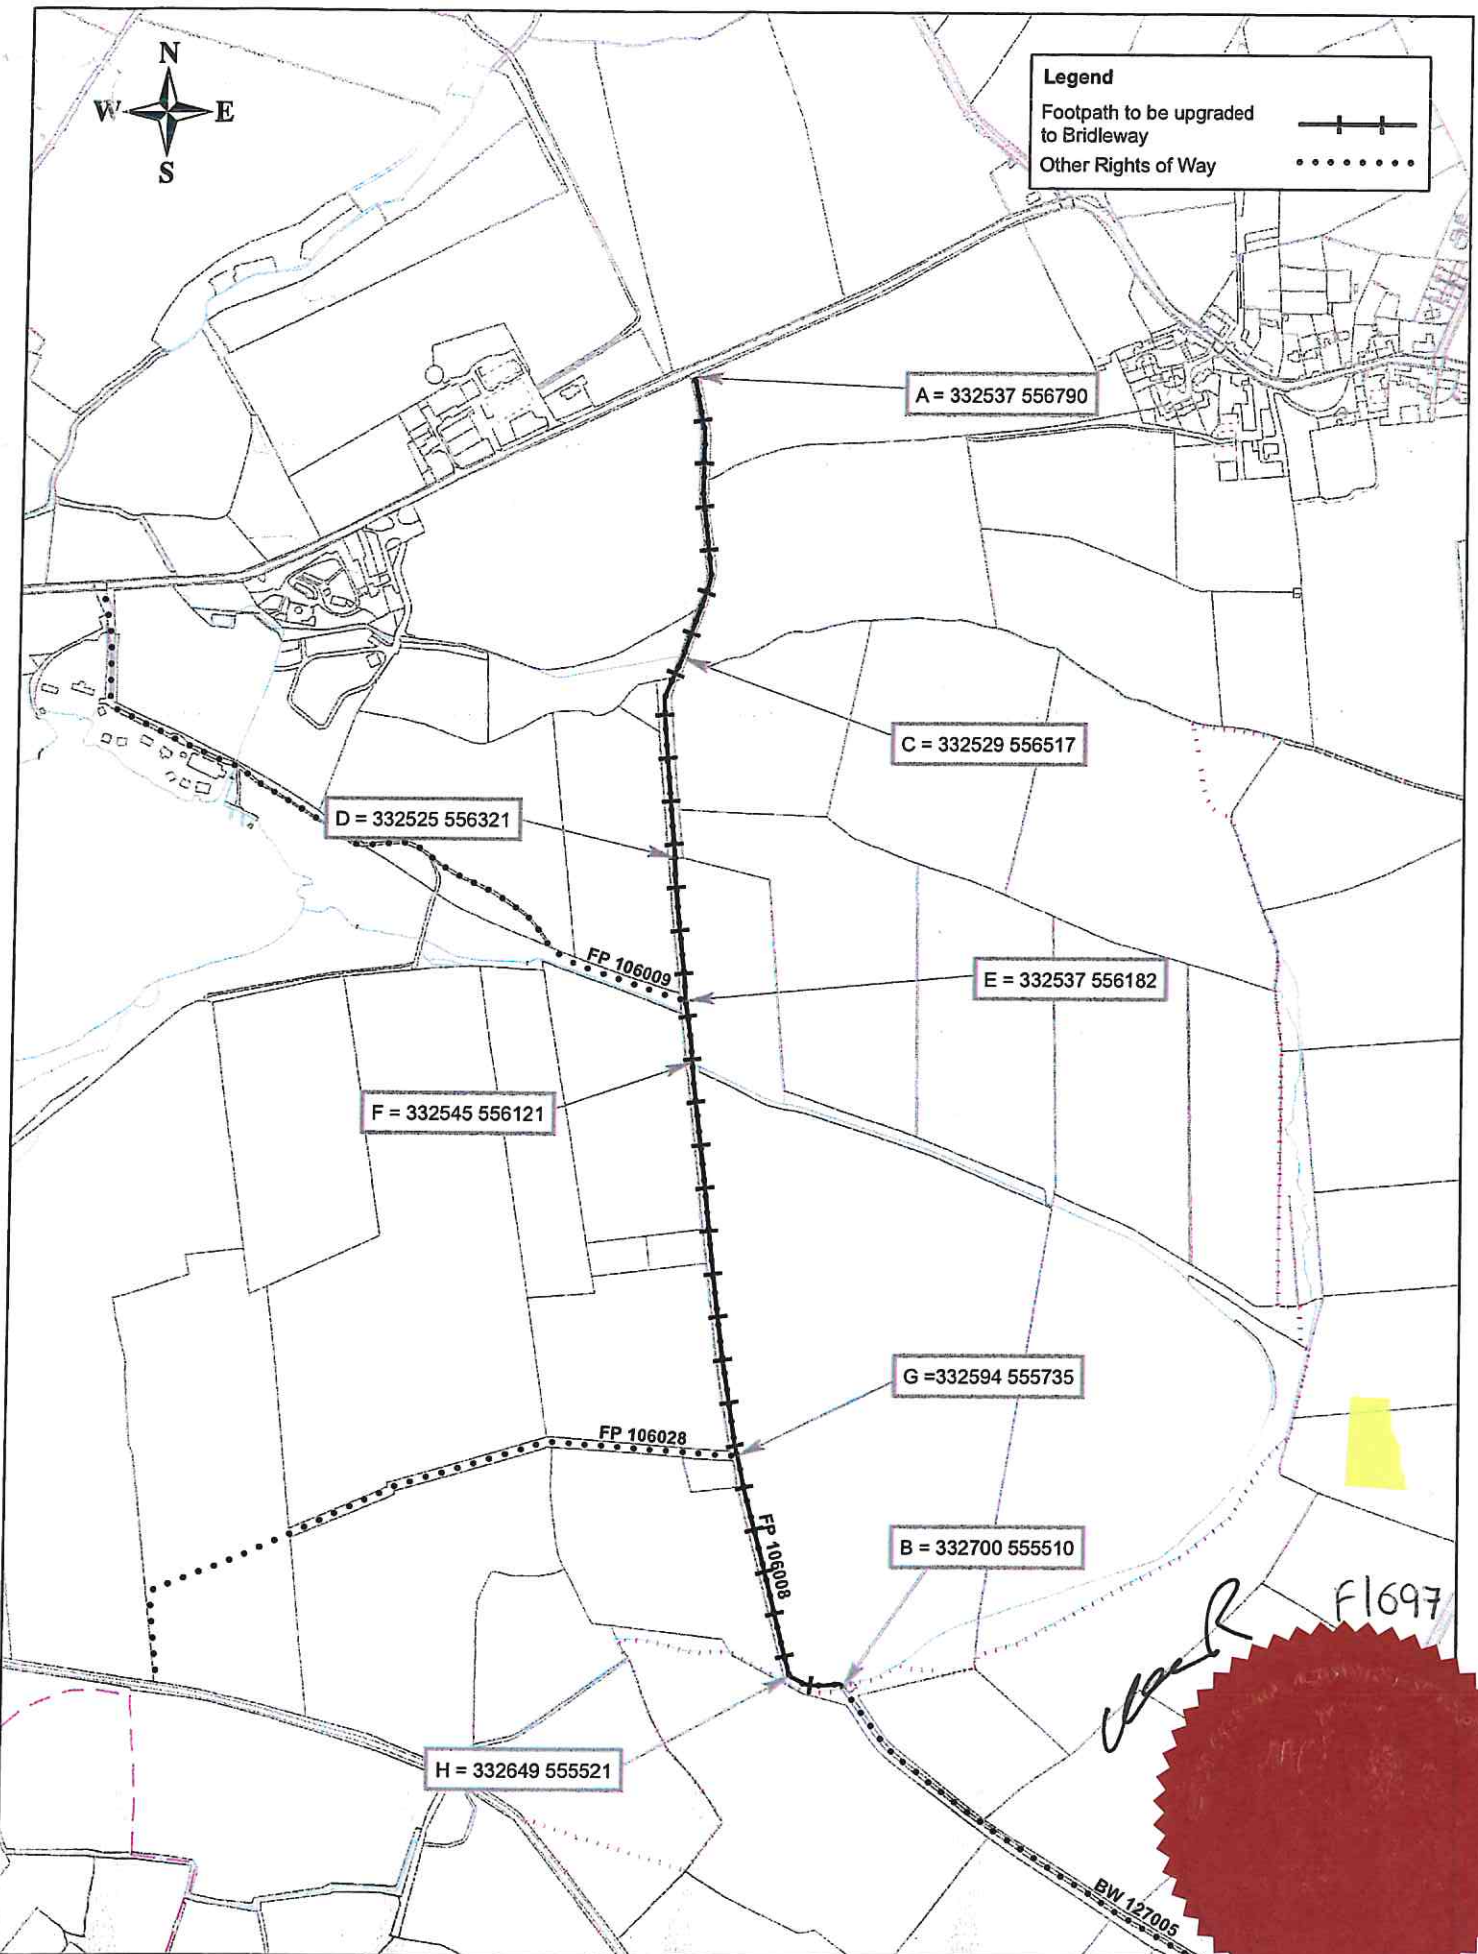 N
W E
S
Legend
Footpath to be upgraded
to Bridleway
Other Rights of Way
A = 332537 556790
C = 332529 556517
D = 332525 556321
FP 106009
E = 332537 556182
F = 332545 556121
G =332594 555735
FP 106028
FP 106008
B = 332700 555510
F1697
H = 332649 555521
BW 127005